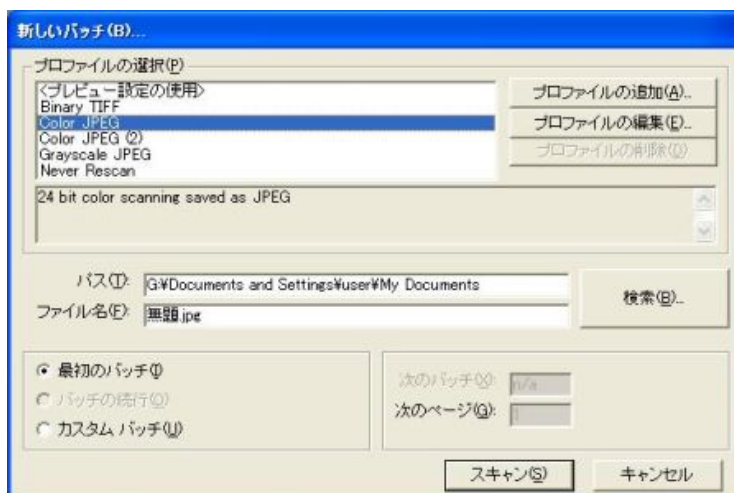 新しいバッチ(B)...
プロファイルの選択(P)
<プレビュー設定の使用>
Binary TIFF
Color JPEG
Color JPEG (2)
Grayscale JPEG
Never Rescan
プロファイルの追加(A)...
プロファイルの編集(E)...
プロファイルの削除(D)
24 bit color scanning saved as JPEG
パス(T): G:¥Documents and Settings¥user¥My Documents
ファイル名(F): 無題.jpg
検索(B)...
最初のバッチ(I)
バッチの続行(O)
カスタム バッチ(U)
次のバッチ(X): n/a
次のページ(G): 1
スキャン(S)
キャンセル